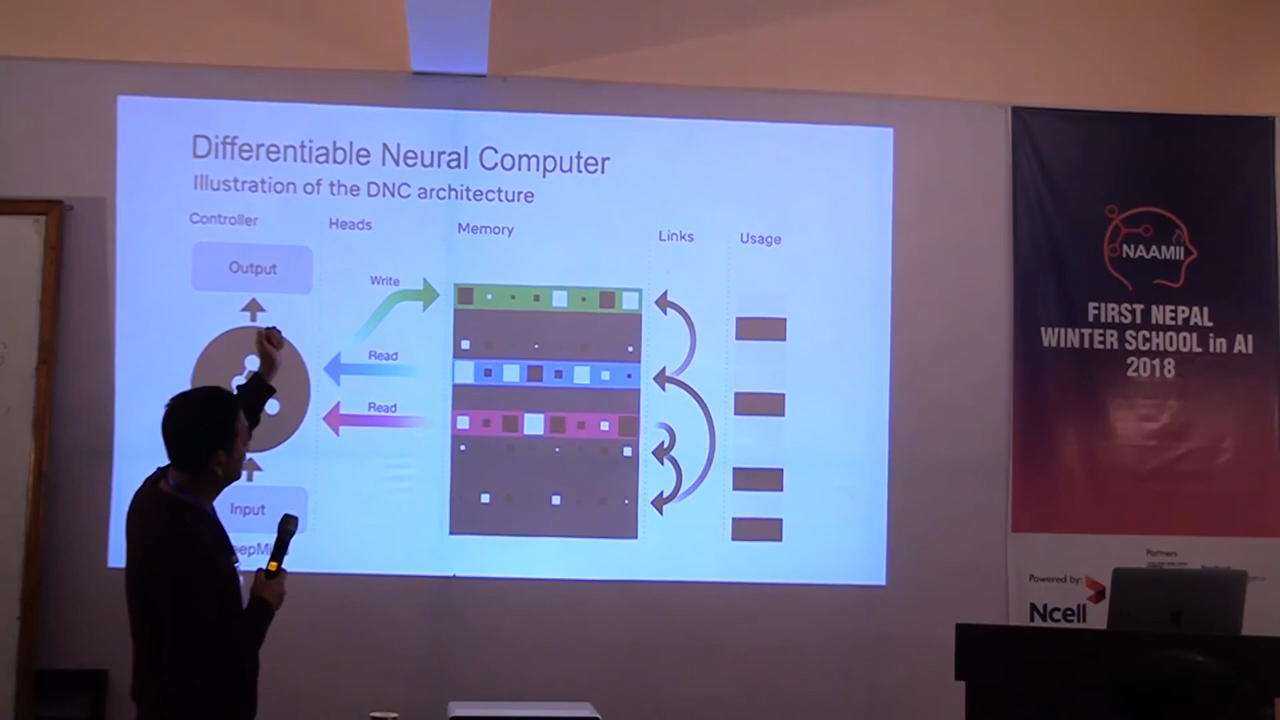 Differentiable Neural Computer
Illustration of the DNC architecture
Controller
Heads
Memory
Links
Usage
Output
Write
Read
Read
Input
NAAMII
FIRST NEPAL
WINTER SCHOOL in AI
2018
Partners
Powered by:
Ncell